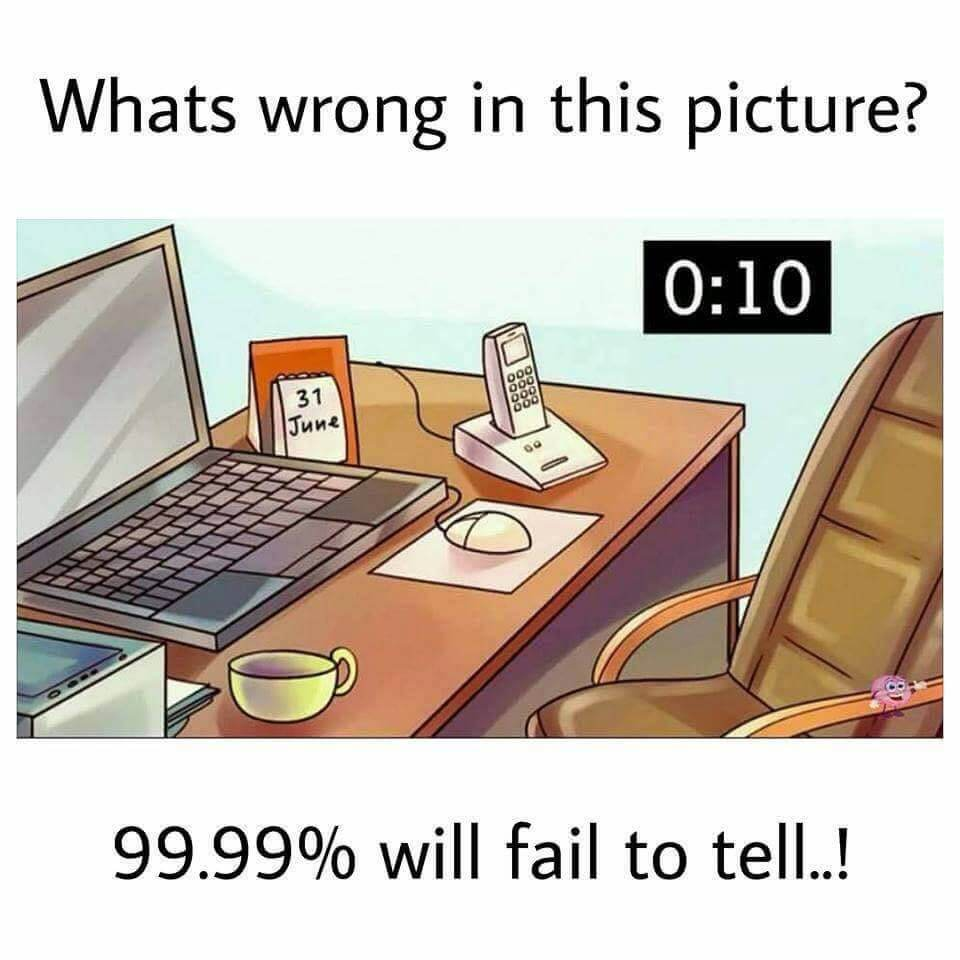 Whats wrong in this picture?
0:10
31
June
99.99% will fail to tell..!